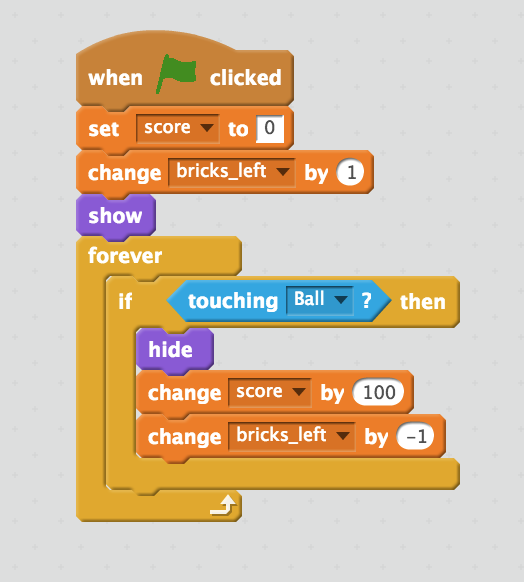 when clicked
set score to 0
change bricks_left by 1
show
forever
if touching Ball ? then
hide
change score by 100
change bricks_left by -1